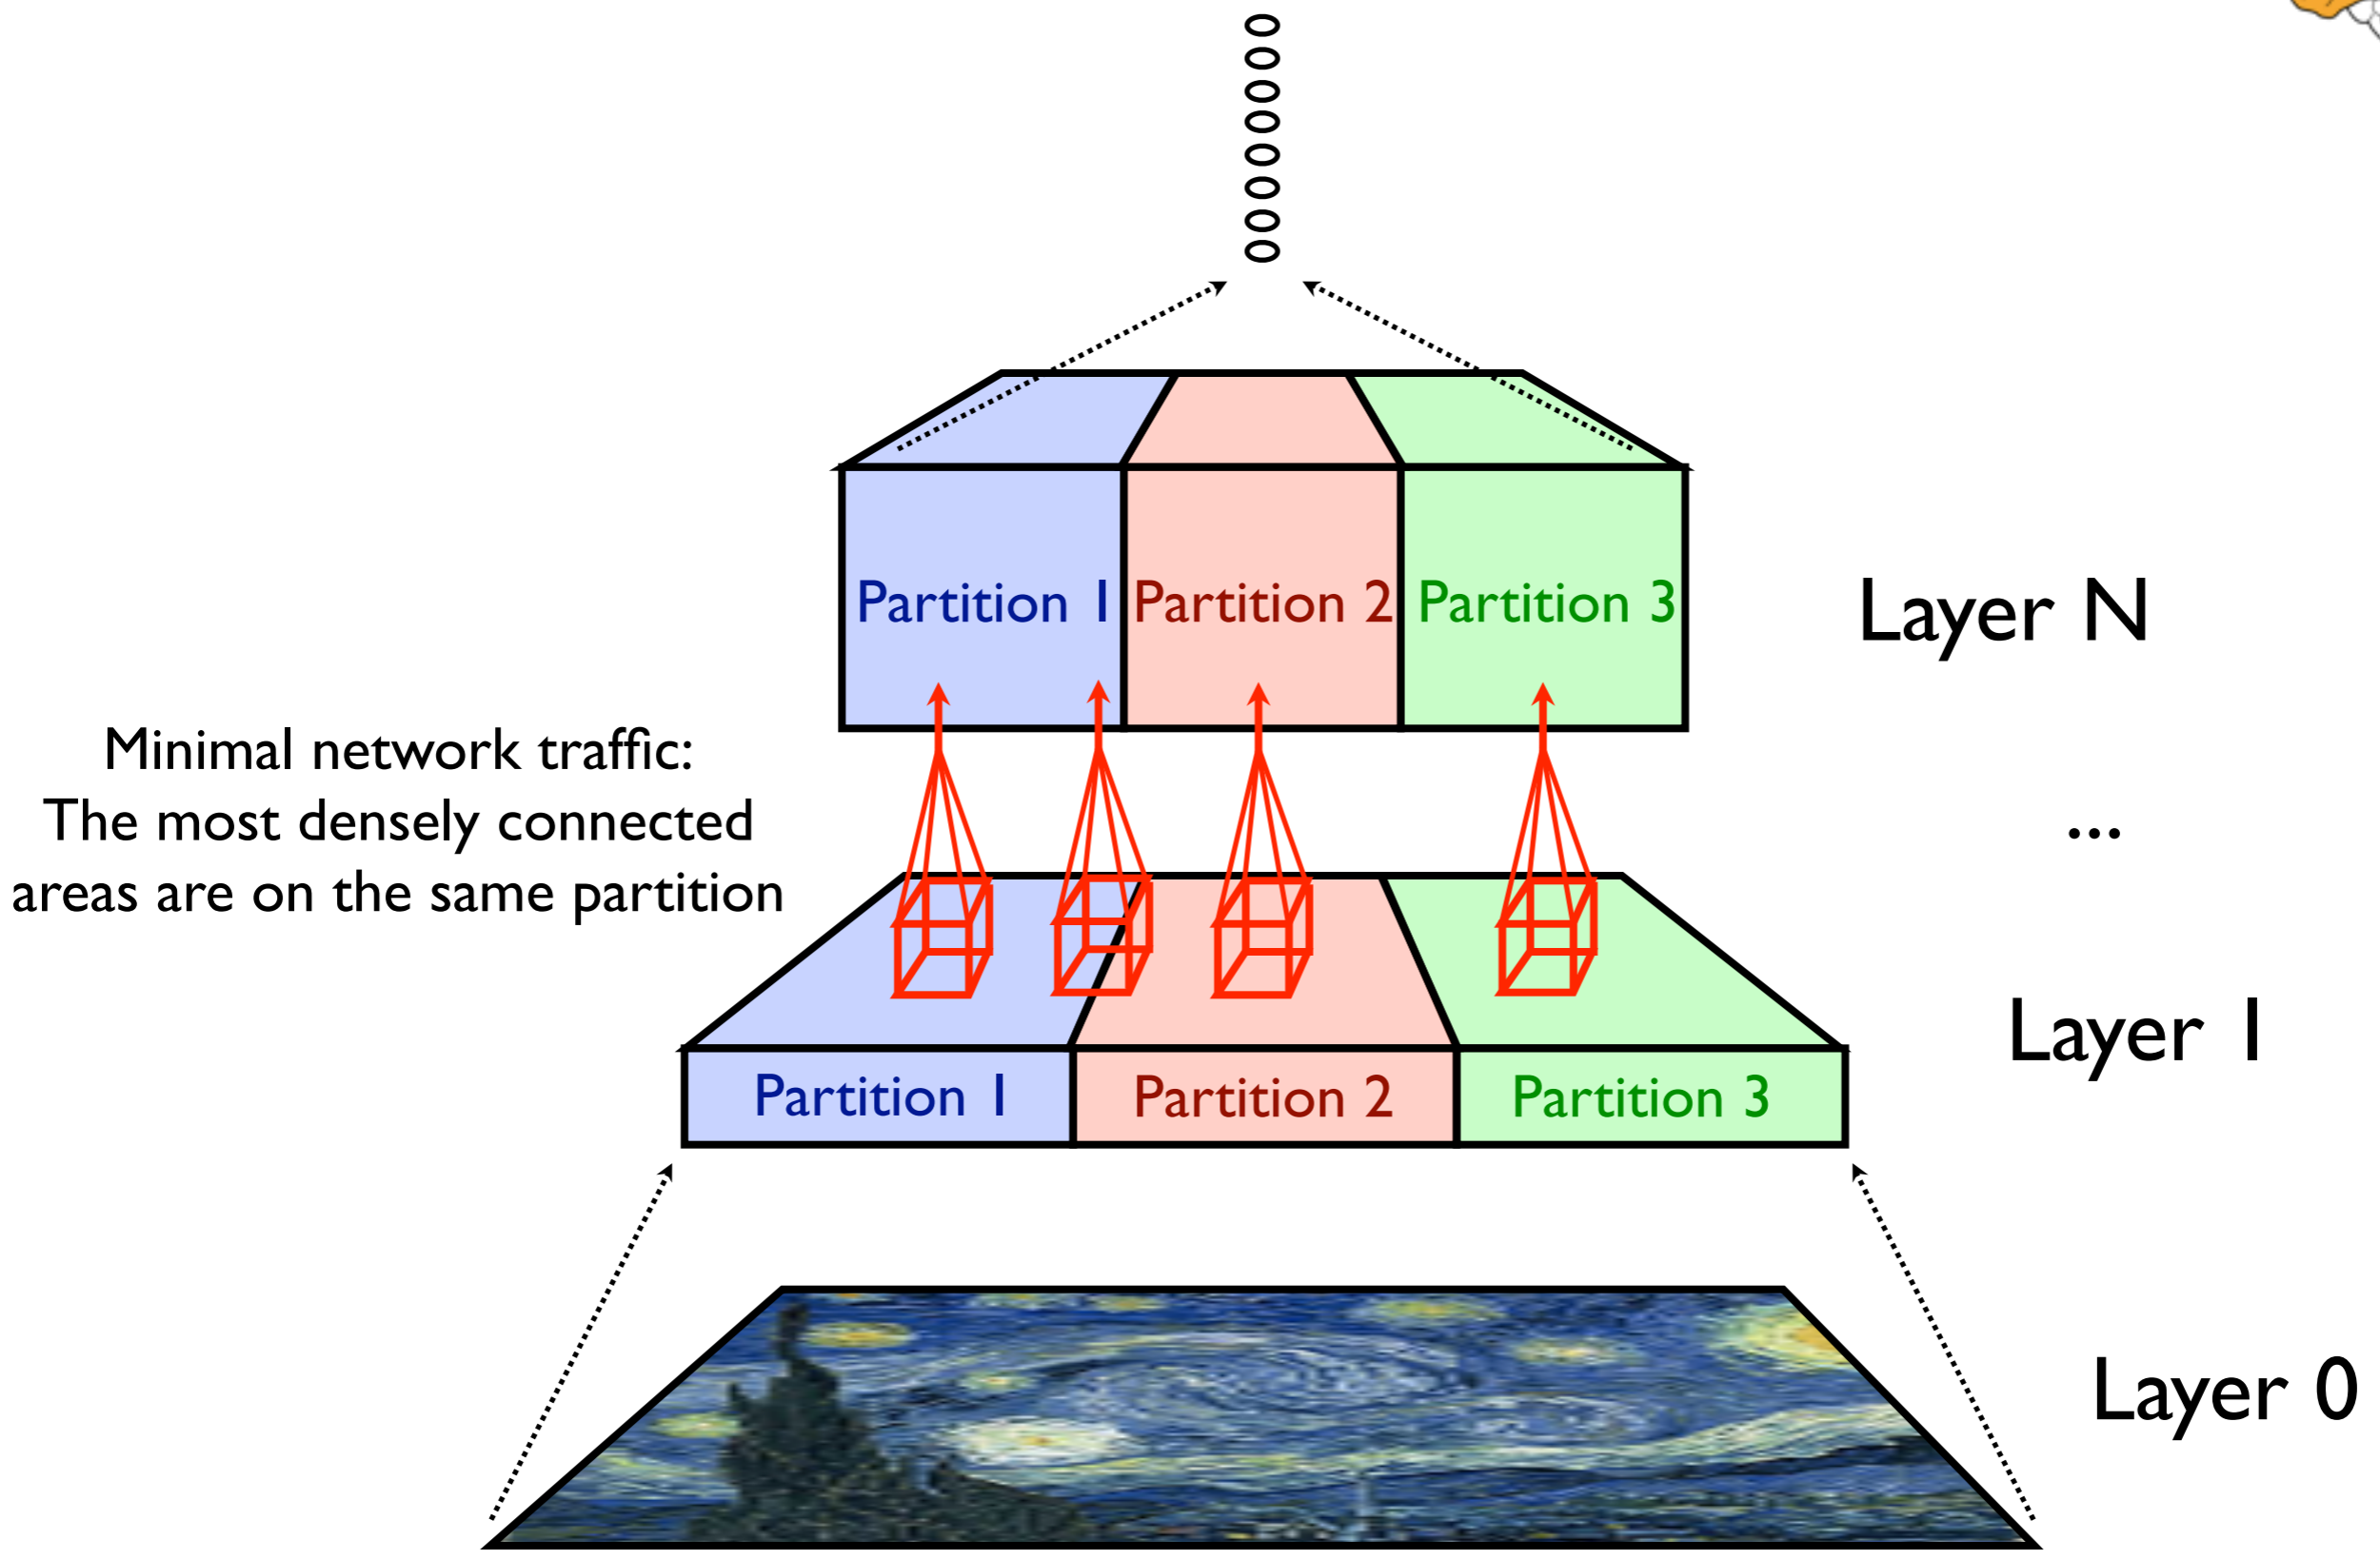 Partition 1 Partition 2 Partition 3
Layer N
Minimal network traffic:
The most densely connected
areas are on the same partition
...
Layer 1
Partition 1 Partition 2 Partition 3
Layer 0